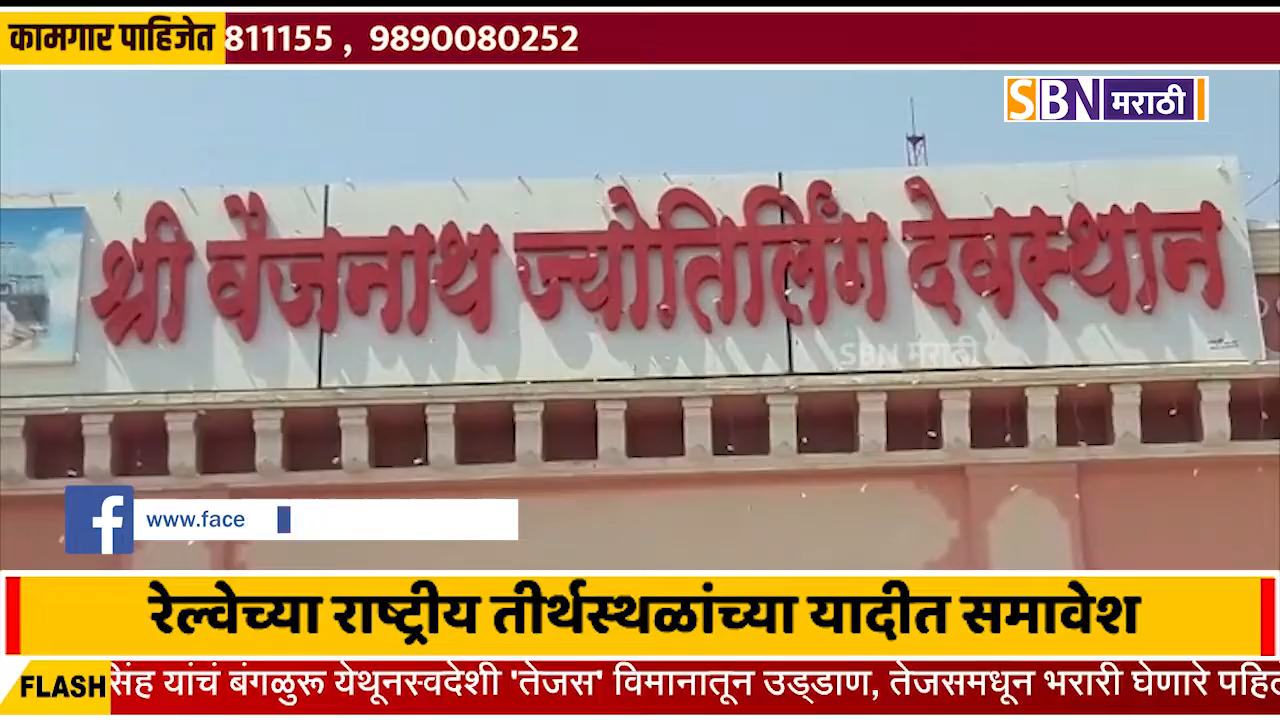 कामगार पाहिजेत
811155 , 9890080252
SBN मराठी
श्री वैजनाथ ज्योतिर्लिंग देवस्थान
SBN मराठी
www.face
रेल्वेच्या राष्ट्रीय तीर्थस्थळांच्या यादीत समावेश
FLASH
सिंह यांचं बंगळुरू येथूनस्वदेशी 'तेजस' विमानातून उड्डाण, तेजसमधून भरारी घेणारे